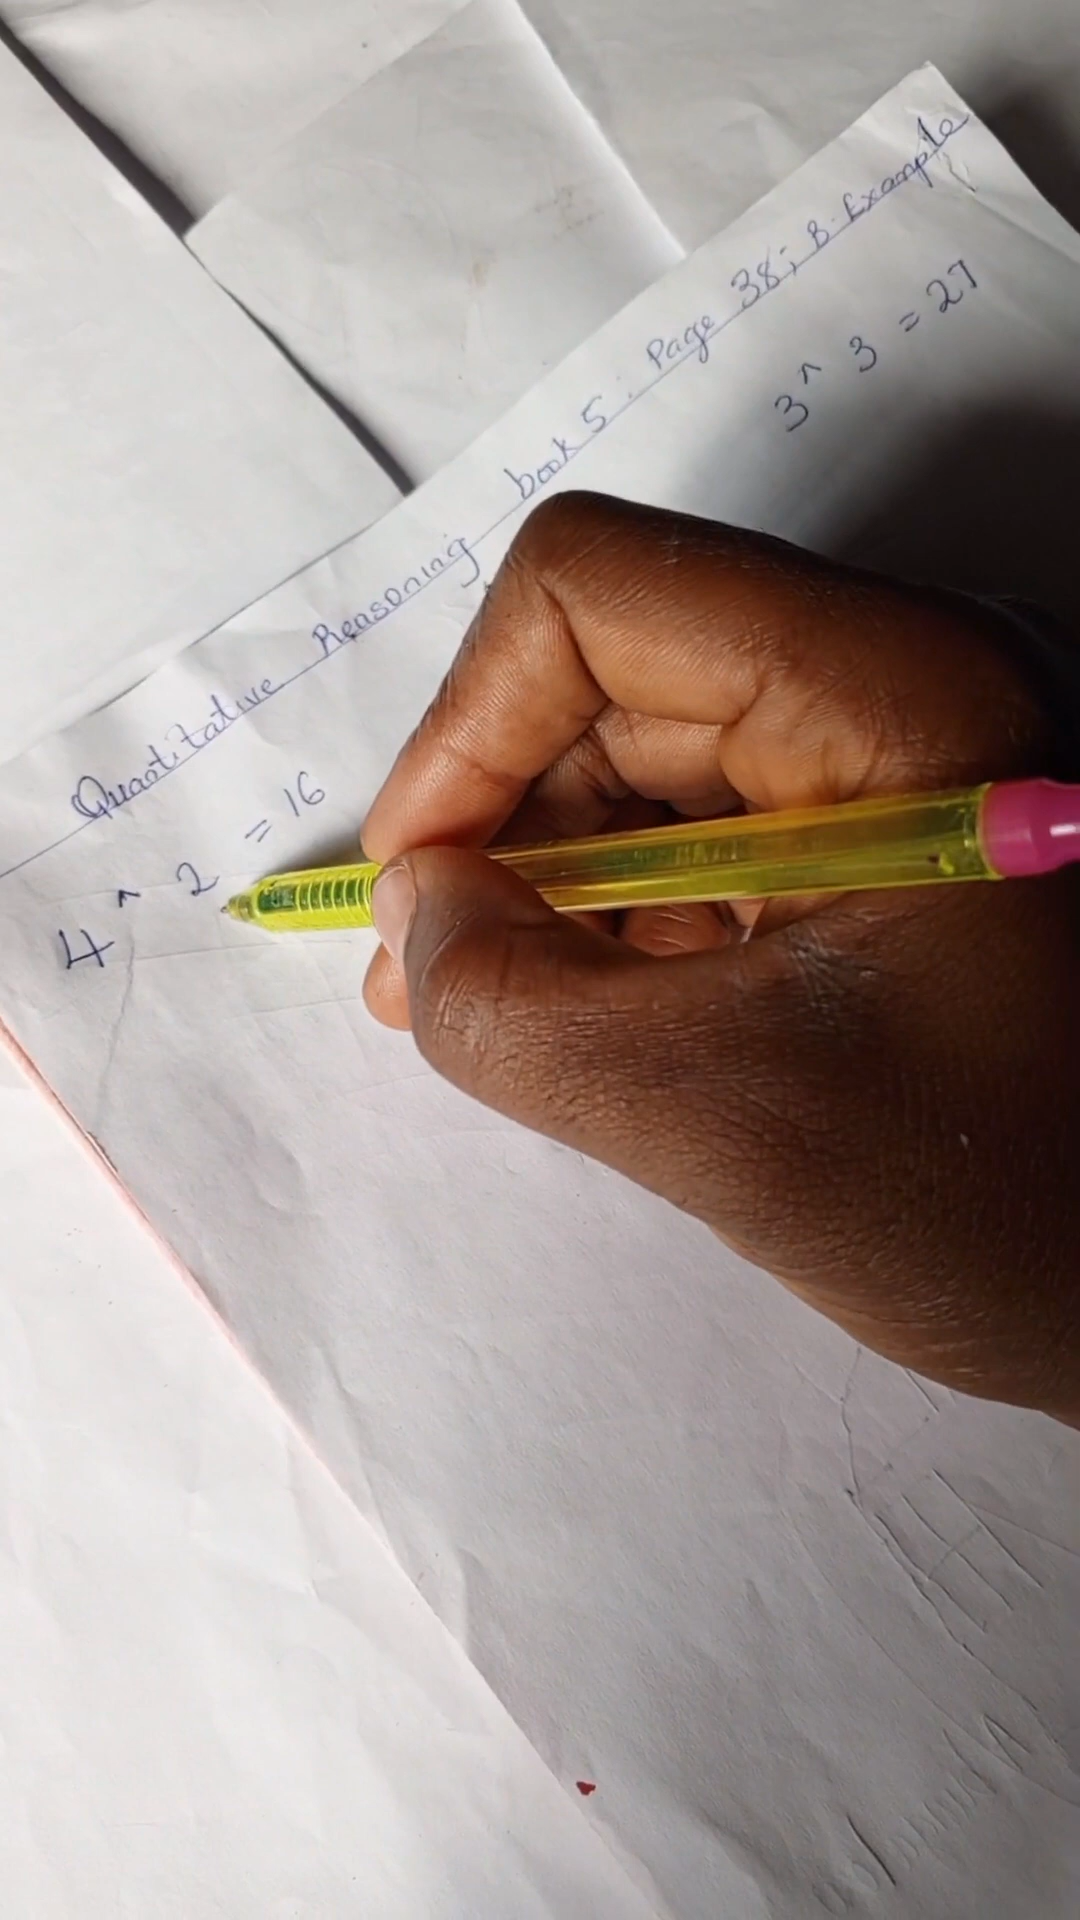 Quantitative Reasoning book 5: Page 38; B. Example
4 ^ 2 = 16
3 ^ 3 = 27